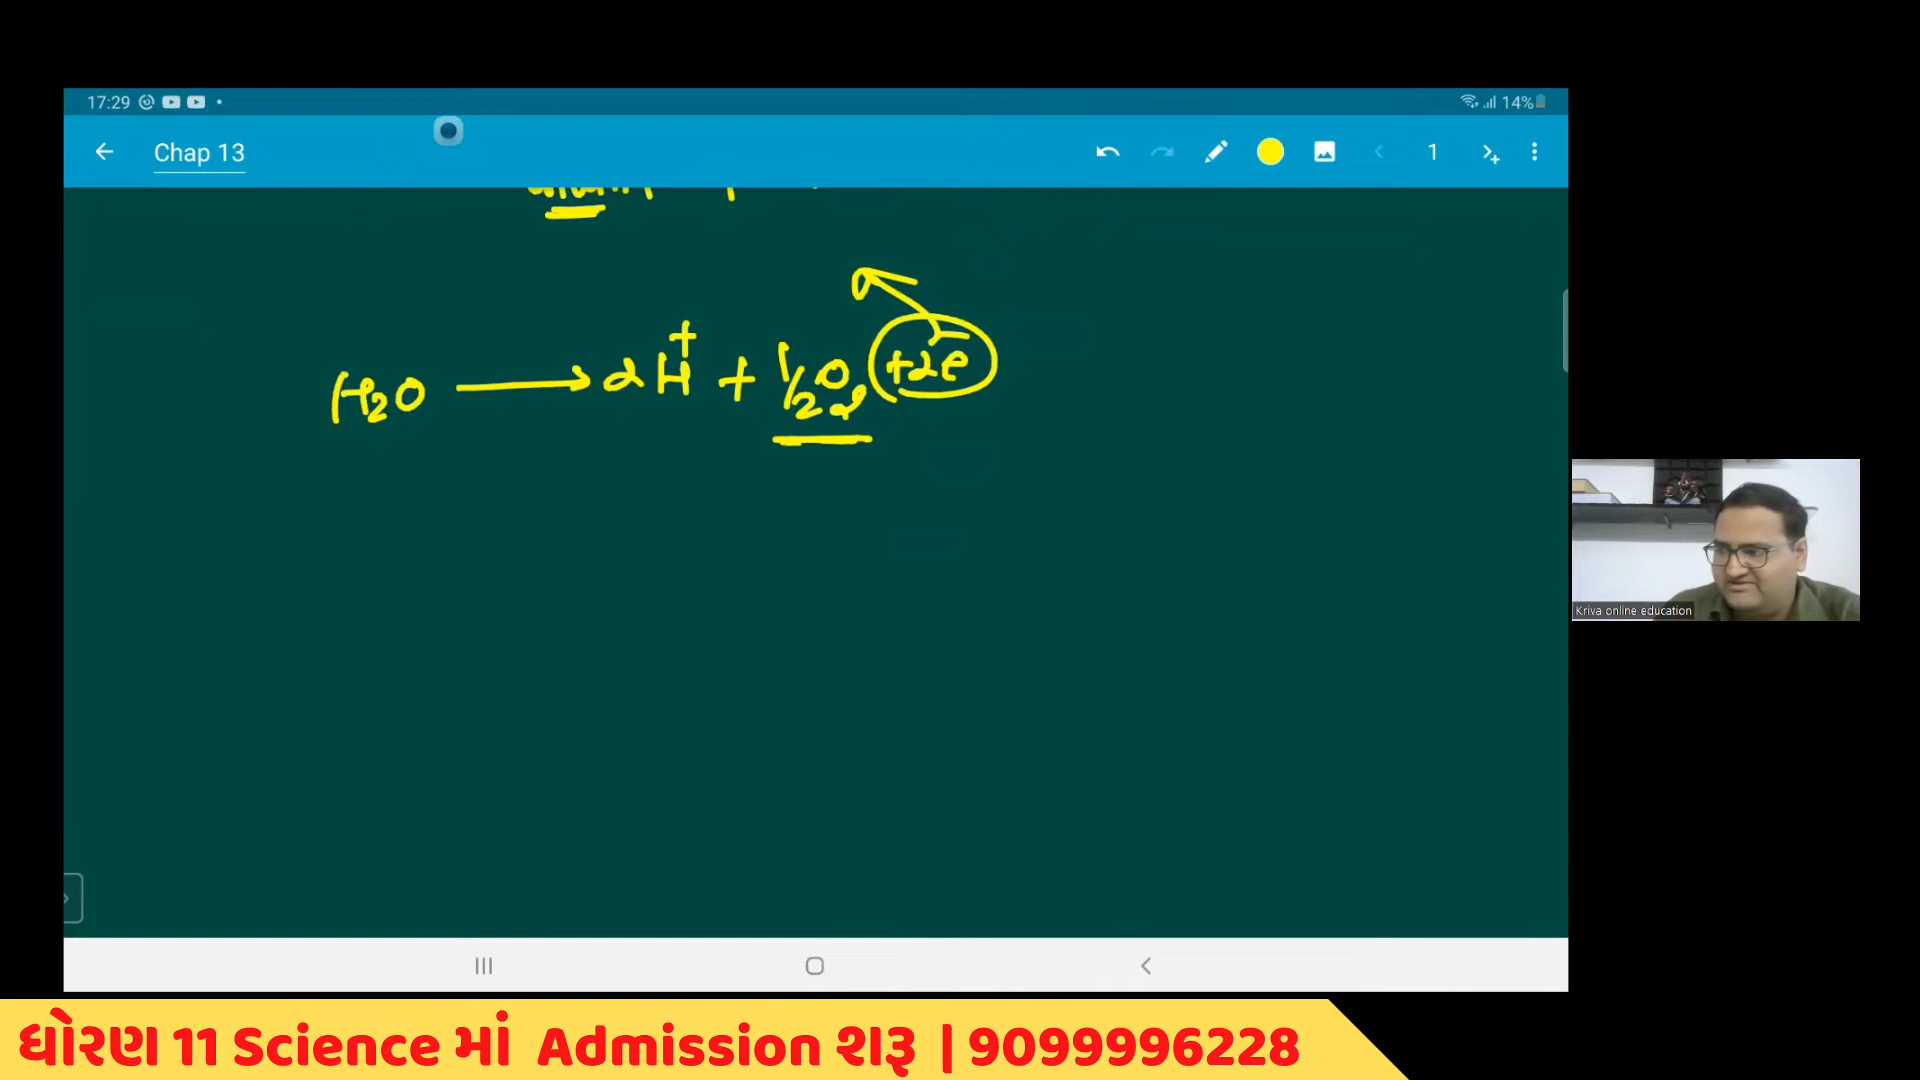 17:29
14%
Chap 13
1
H₂O ⟶ 2H⁺ + 1/2O₂ +2e⁻
Kriva online education
ધોરણ 11 Science માં Admission શરૂ | 9099996228